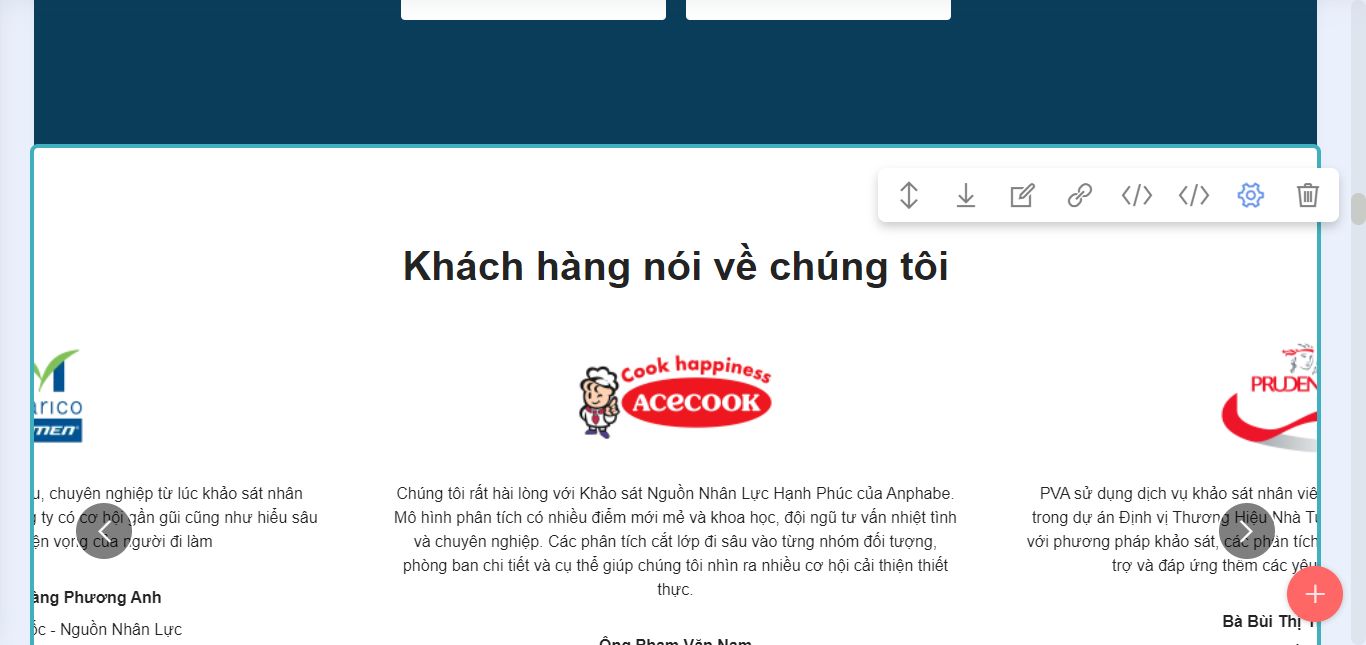 Khách hàng nói về chúng tôi
MEN
Cook happiness
ACECOOK
chuyên nghiệp từ lúc khảo sát nhân
ty có cơ hội gần gũi cũng như hiểu sâu
của người đi làm
Phương Anh
- Nguồn Nhân Lực
Chúng tôi rất hài lòng với Khảo sát Nguồn Nhân Lực Hạnh Phúc của Anphabe.
Mô hình phân tích có nhiều điểm mới mẻ và khoa học, đội ngũ tư vấn nhiệt tình
và chuyên nghiệp. Các phân tích cắt lớp đi sâu vào từng nhóm đối tượng,
phòng ban chi tiết và cụ thể giúp chúng tôi nhìn ra nhiều cơ hội cải thiện thiết
thực.
Ông Phạm Văn Nam
PRUDEN
PVA sử dụng dịch vụ khảo sát nhân viê
trong dự án Định vị Thương Hiệu Nhà
với phương pháp khảo sát, các phân tích
trợ và đáp ứng thêm các yêu
Bà Bùi Thị